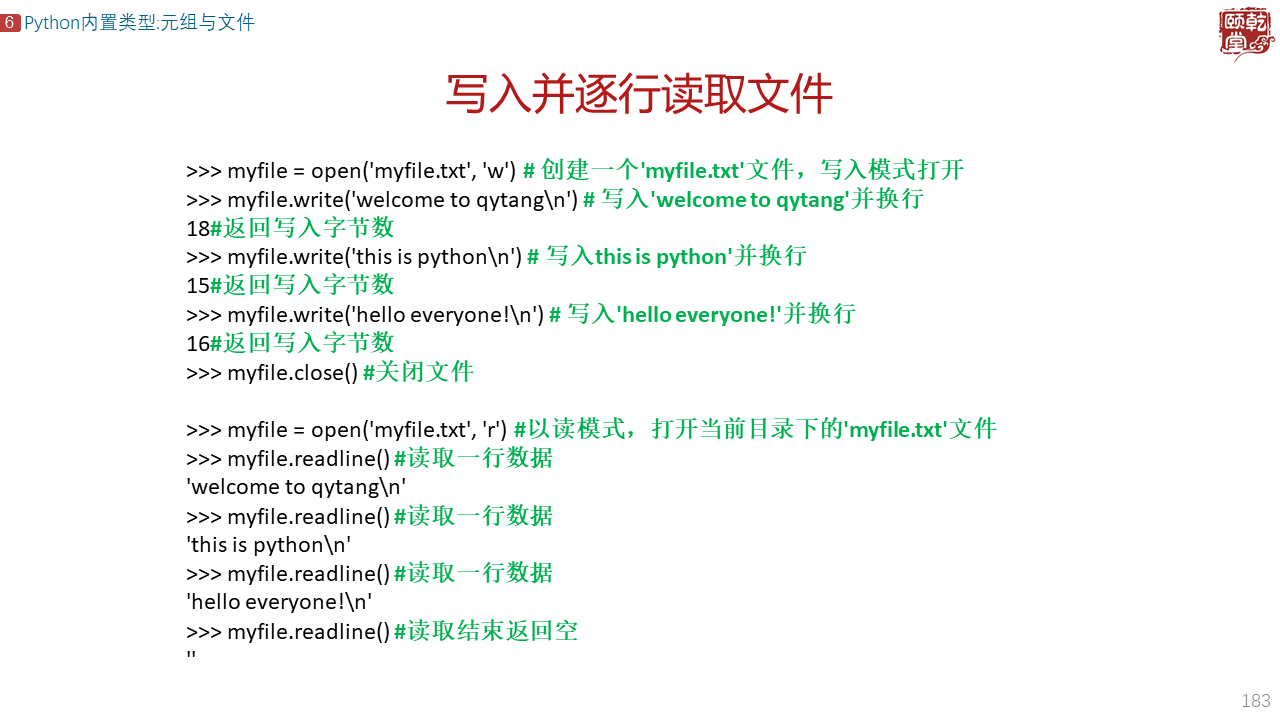 6 Python内置类型:元组与文件
颐乾堂
写入并逐行读取文件
>>> myfile = open('myfile.txt', 'w') # 创建一个'myfile.txt'文件，写入模式打开
>>> myfile.write('welcome to qytang\n') # 写入'welcome to qytang'并换行
18#返回写入字节数
>>> myfile.write('this is python\n') # 写入this is python'并换行
15#返回写入字节数
>>> myfile.write('hello everyone!\n') # 写入'hello everyone!'并换行
16#返回写入字节数
>>> myfile.close() #关闭文件
>>> myfile = open('myfile.txt', 'r') #以读模式，打开当前目录下的'myfile.txt'文件
>>> myfile.readline() #读取一行数据
'welcome to qytang\n'
>>> myfile.readline() #读取一行数据
'this is python\n'
>>> myfile.readline() #读取一行数据
'hello everyone!\n'
>>> myfile.readline() #读取结束返回空
''
183